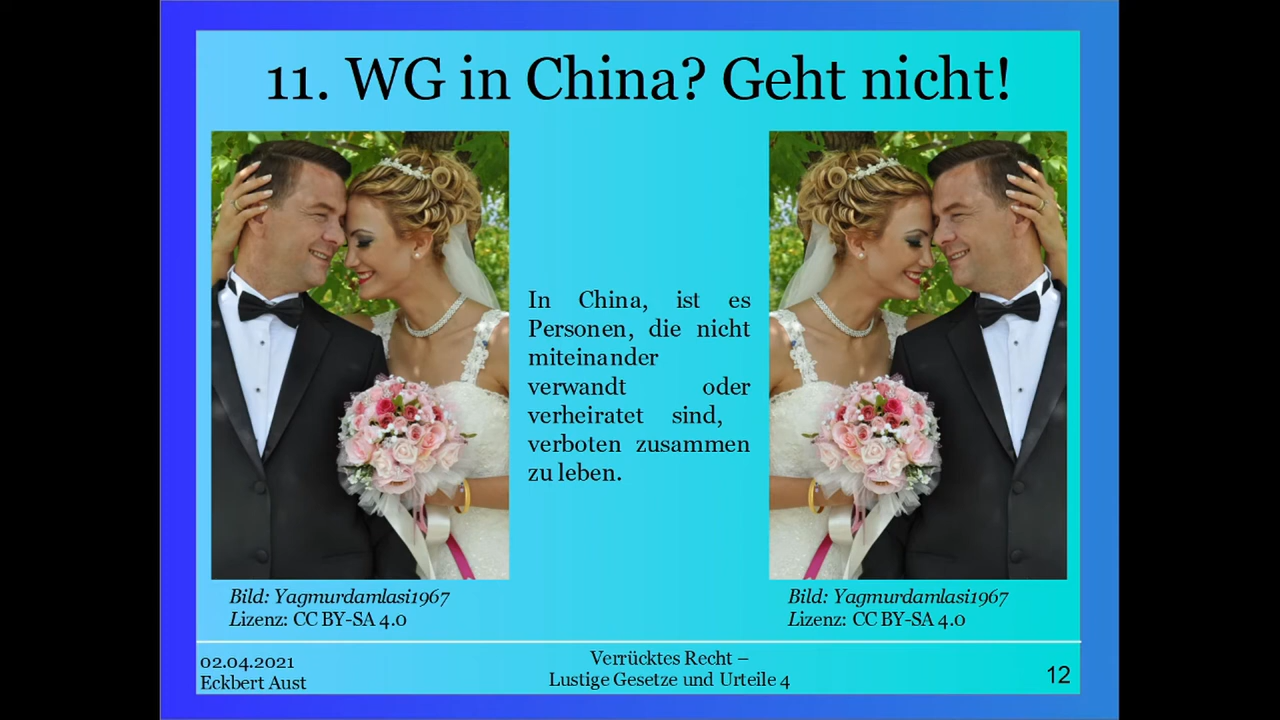 11. WG in China? Geht nicht!
In China, ist es
Personen, die nicht
miteinander
verwandt oder
verheiratet sind,
verboten zusammen
zu leben.
Bild: Yagmurdamlasi1967
Lizenz: CC BY-SA 4.0
Bild: Yagmurdamlasi1967
Lizenz: CC BY-SA 4.0
02.04.2021
Eckbert Aust
Verrücktes Recht –
Lustige Gesetze und Urteile 4
12